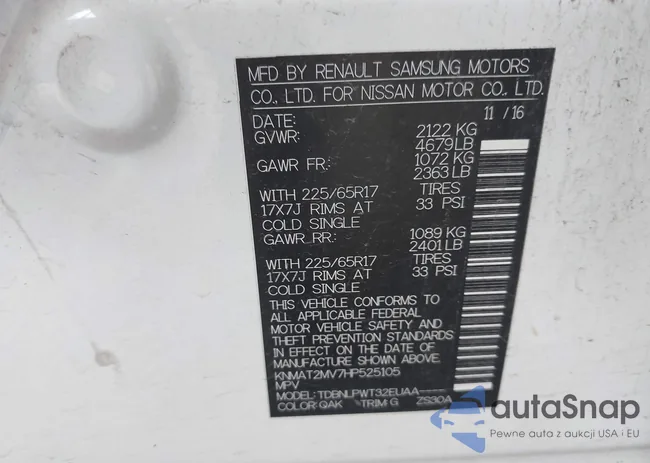 MFD BY RENAULT SAMSUNG MOTORS
CO., LTD. FOR NISSAN MOTOR CO., LTD.
DATE: 11 / 16
GVWR: 2122 KG
4679 LB
GAWR FR: 1072 KG
2363 LB
WITH 225/65R17 TIRES
17X7J RIMS AT 33 PSI
COLD SINGLE
GAWR RR: 1089 KG
2401 LB
WITH 225/65R17 TIRES
17X7J RIMS AT 33 PSI
COLD SINGLE
THIS VEHICLE CONFORMS TO
ALL APPLICABLE FEDERAL
MOTOR VEHICLE SAFETY AND
THEFT PREVENTION STANDARDS
IN EFFECT ON THE DATE OF
MANUFACTURE SHOWN ABOVE.
KNMAT2MV7HP525105
MPV
MODEL: TDBNLPWT32EUAA
COLOR: QAK TRIM: G ZS30A
autaSnap
Pewne auta z aukcji USA i EU